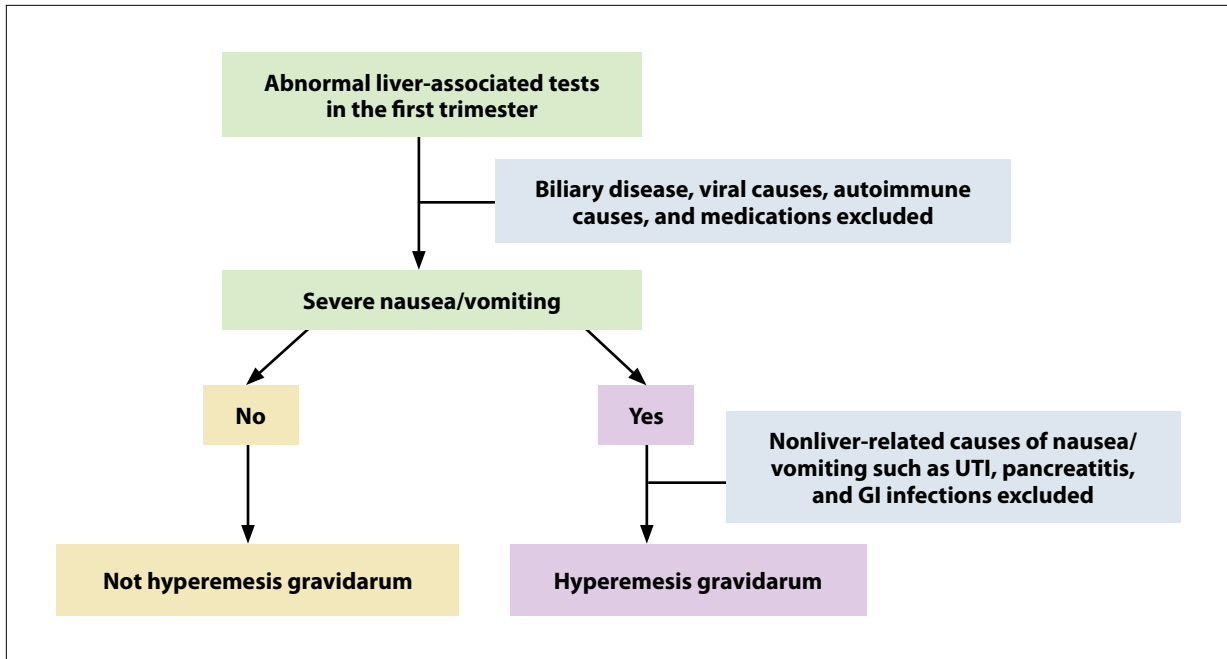 Abnormal liver-associated tests
in the first trimester
Biliary disease, viral causes, autoimmune
causes, and medications excluded
Severe nausea/vomiting
No
Yes
Nonliver-related causes of nausea/
vomiting such as UTI, pancreatitis,
and GI infections excluded
Not hyperemesis gravidarum
Hyperemesis gravidarum